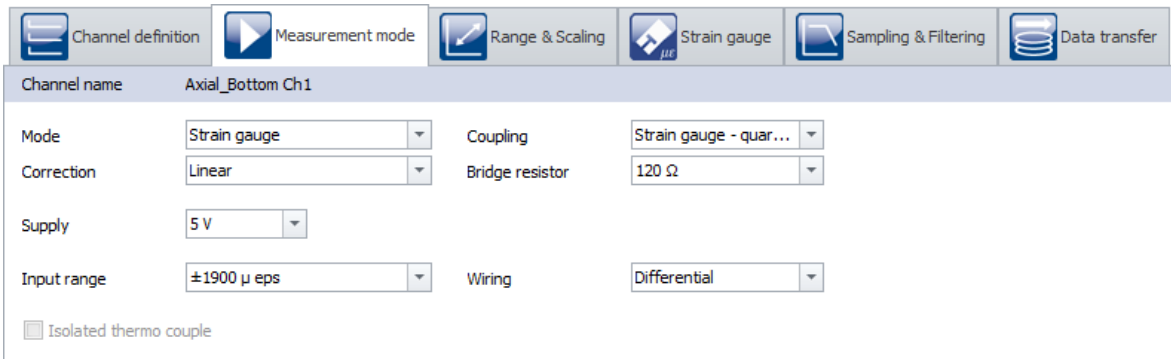 Channel definition Measurement mode Range & Scaling Strain gauge Sampling & Filtering Data transfer
με
Channel name Axial_Bottom Ch1
Mode Strain gauge Coupling Strain gauge - quar...
Correction Linear Bridge resistor 120 Ω
Supply 5 V
Input range ±1900 μ eps Wiring Differential
Isolated thermo couple